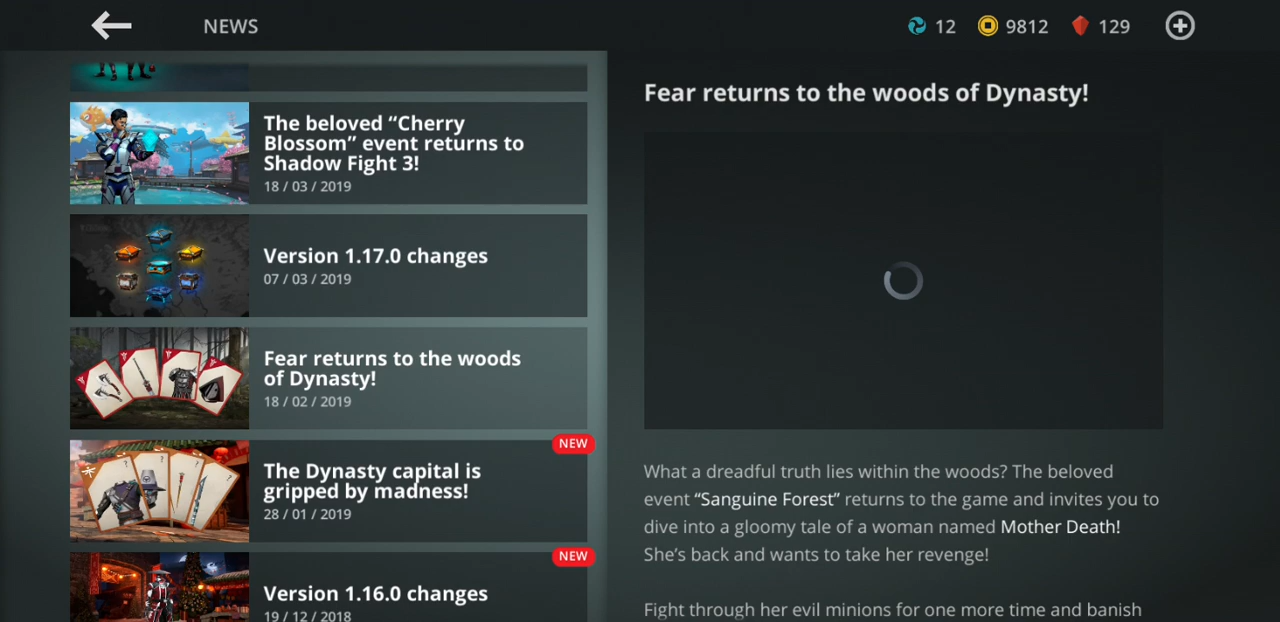 NEWS
12
9812
129
The beloved “Cherry
Blossom” event returns to
Shadow Fight 3!
18 / 03 / 2019
Version 1.17.0 changes
07 / 03 / 2019
Fear returns to the woods
of Dynasty!
18 / 02 / 2019
NEW
The Dynasty capital is
gripped by madness!
28 / 01 / 2019
NEW
Version 1.16.0 changes
19 / 12 / 2018
Fear returns to the woods of Dynasty!
What a dreadful truth lies within the woods? The beloved
event “Sanguine Forest” returns to the game and invites you to
dive into a gloomy tale of a woman named Mother Death!
She’s back and wants to take her revenge!
Fight through her evil minions for one more time and banish